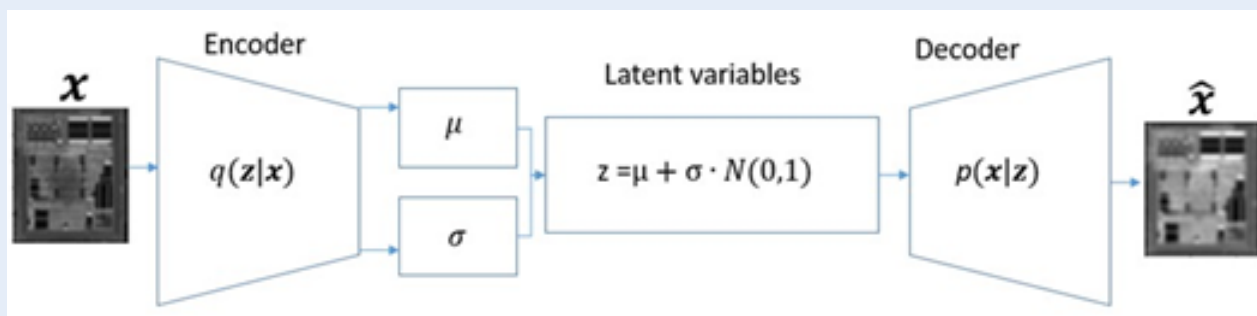 Encoder
Decoder
Latent variables
x
x̂
μ
q(z|x)
z =μ + σ · N(0,1)
p(x|z)
σ